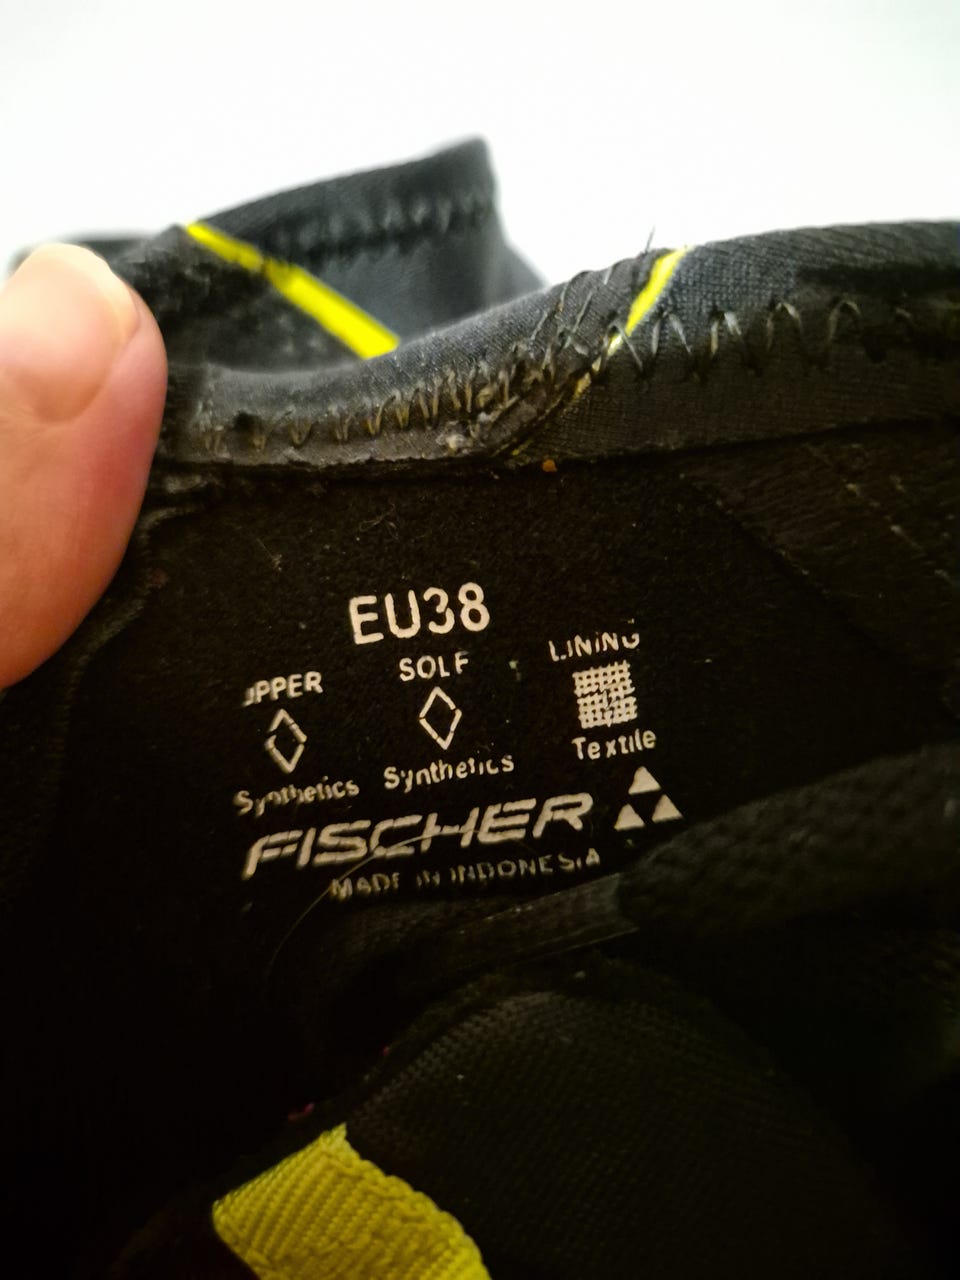 EU38
UPPER SOLE LINING
Synthetics Synthetics Textile
FISCHER
MADE IN INDONESIA